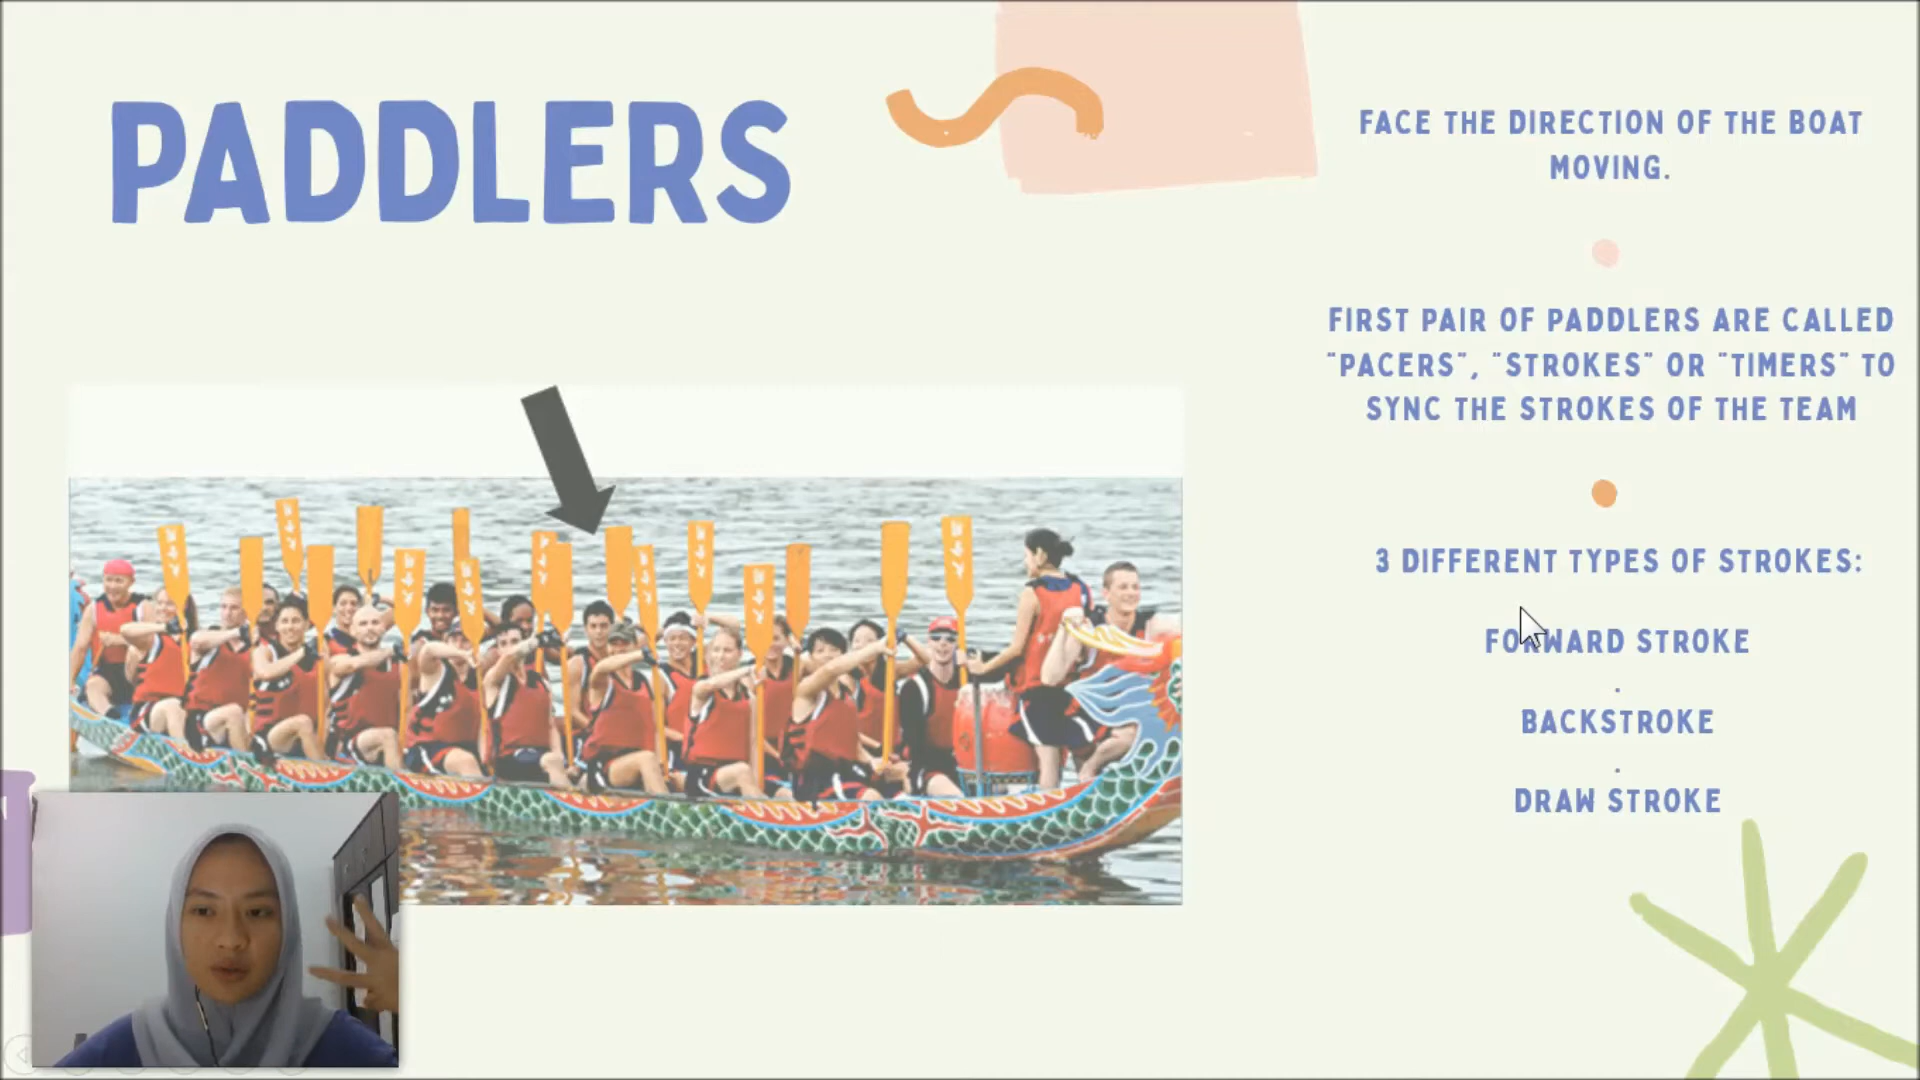 PADDLERS
FACE THE DIRECTION OF THE BOAT
MOVING.
FIRST PAIR OF PADDLERS ARE CALLED
"PACERS", "STROKES" OR "TIMERS" TO
SYNC THE STROKES OF THE TEAM
3 DIFFERENT TYPES OF STROKES:
FORWARD STROKE
.
BACKSTROKE
.
DRAW STROKE